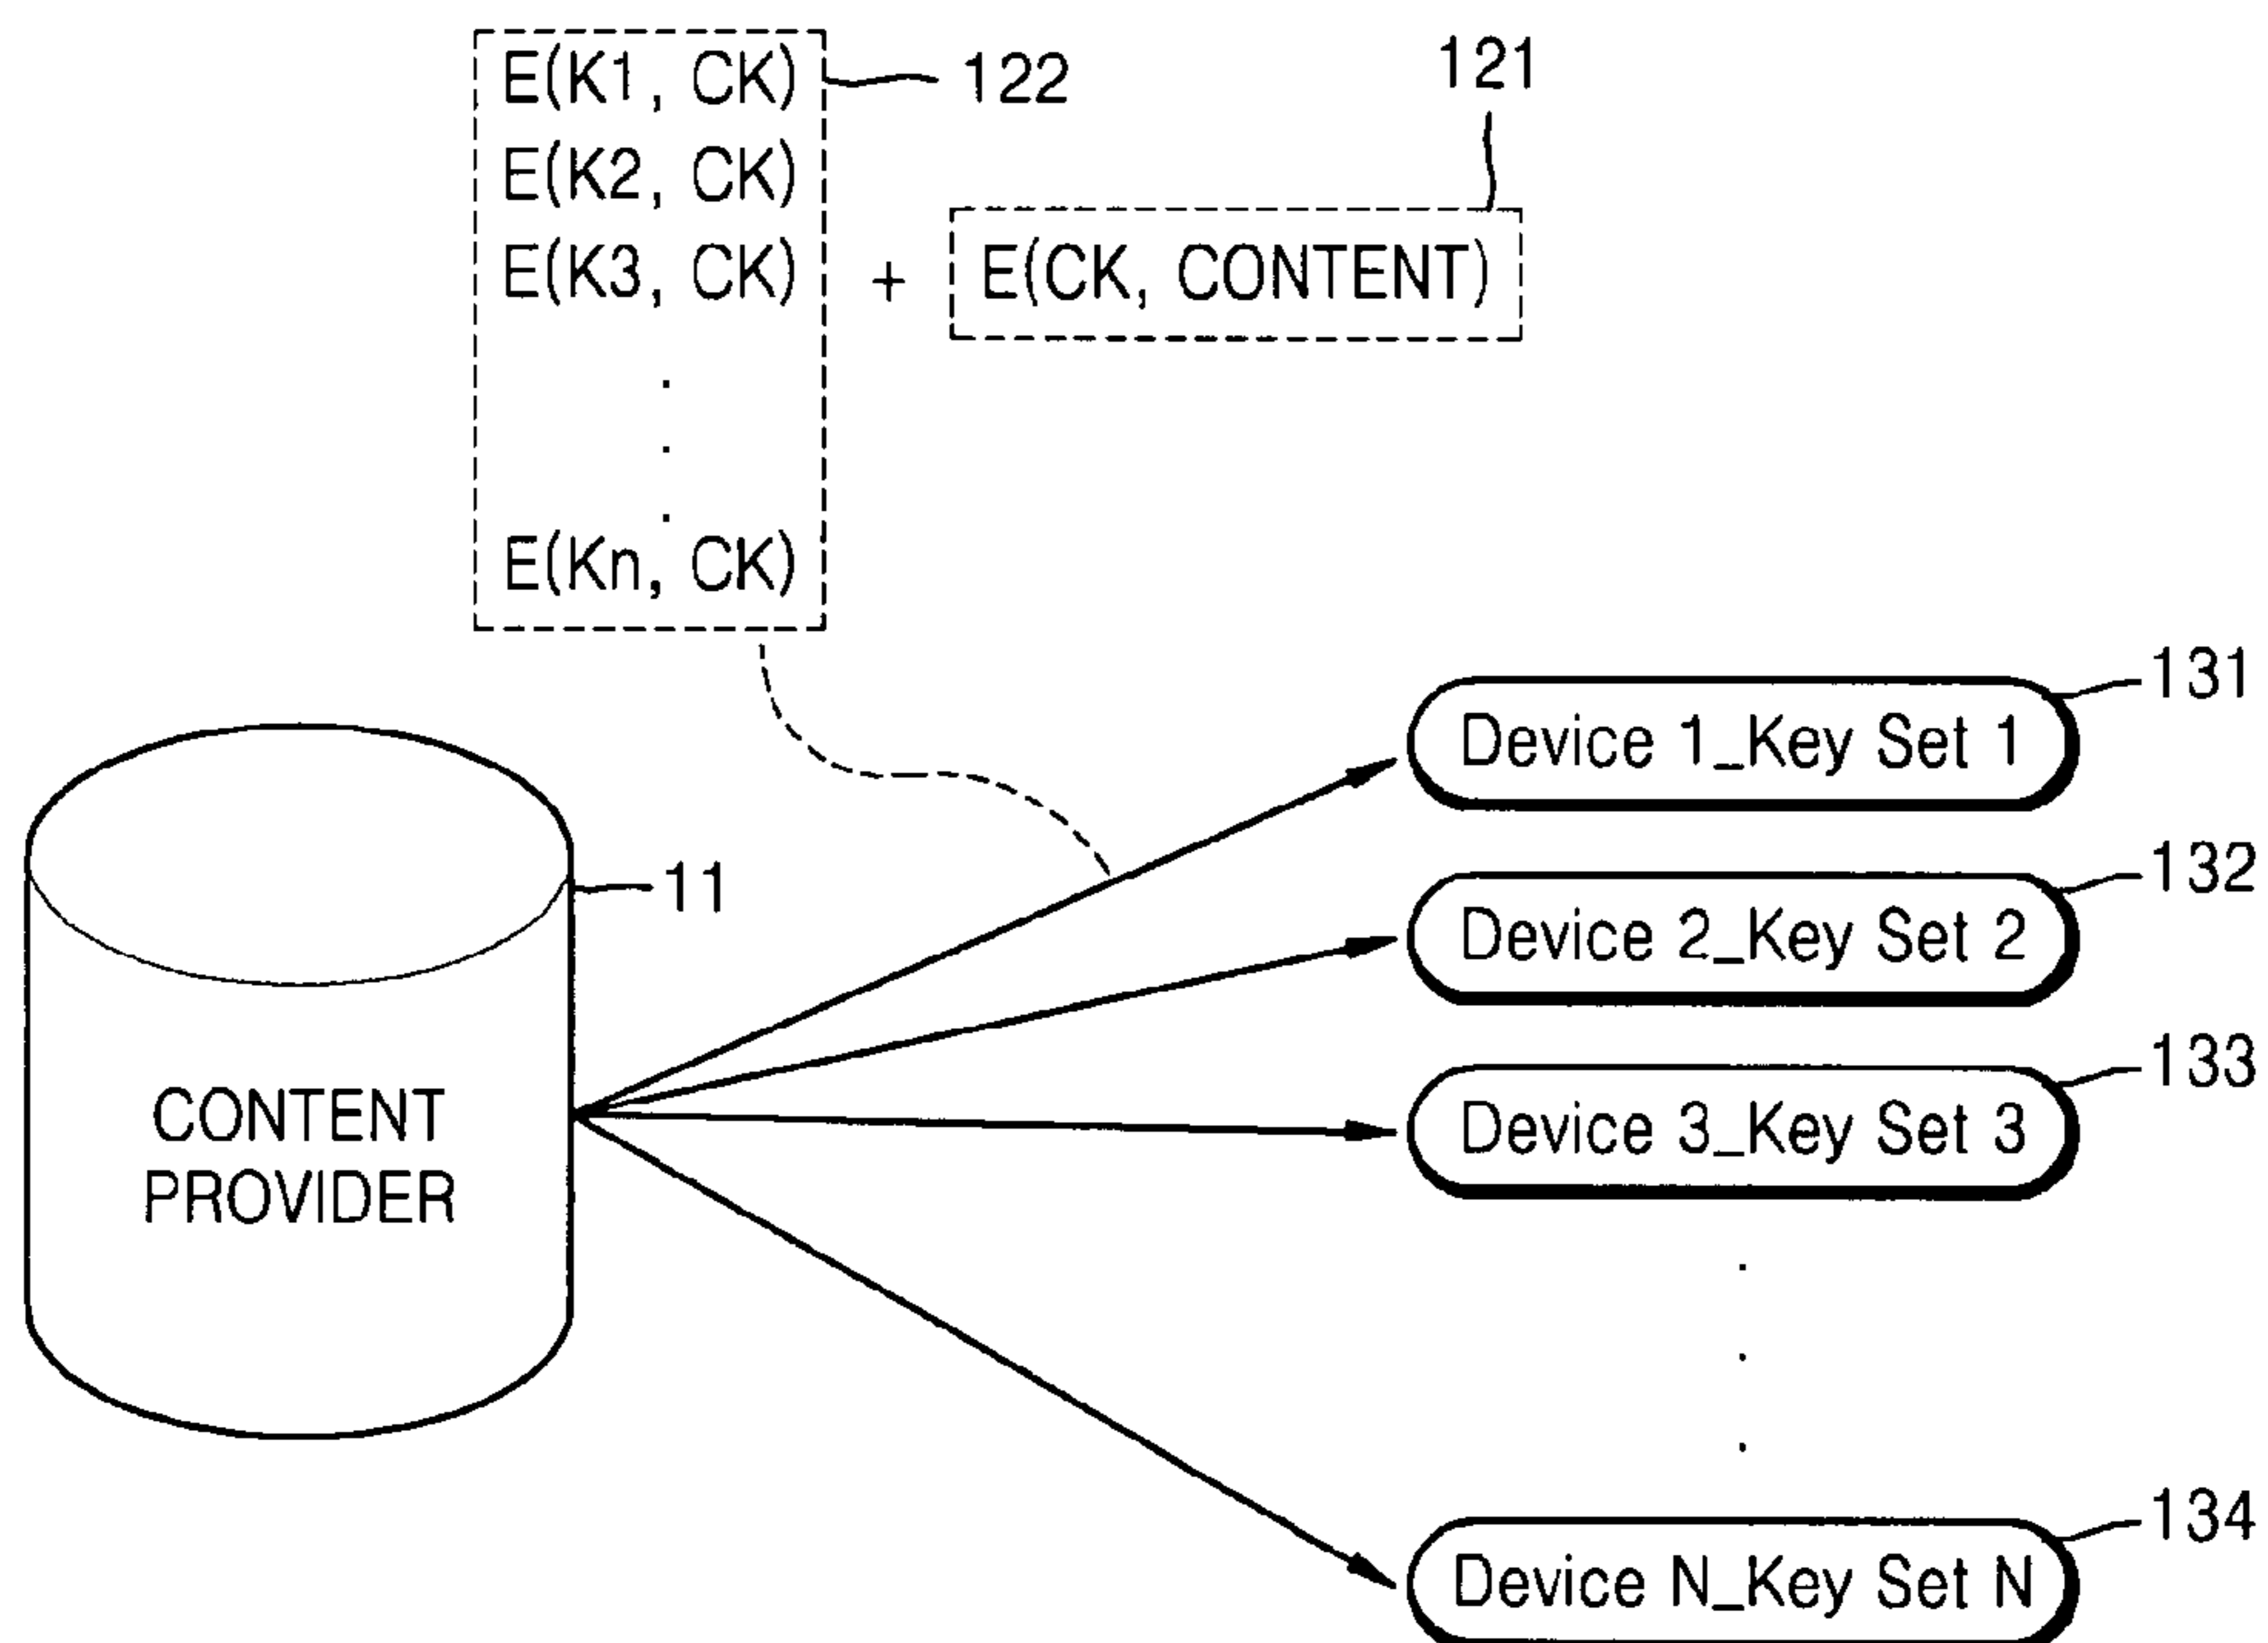 E(K1, CK)
122
121
E(K2, CK)
E(K3, CK)
+
E(CK, CONTENT)
.
.
.
E(Kn, CK)
131
Device 1_Key Set 1
11
132
Device 2_Key Set 2
133
Device 3_Key Set 3
CONTENT
PROVIDER
.
.
.
134
Device N_Key Set N